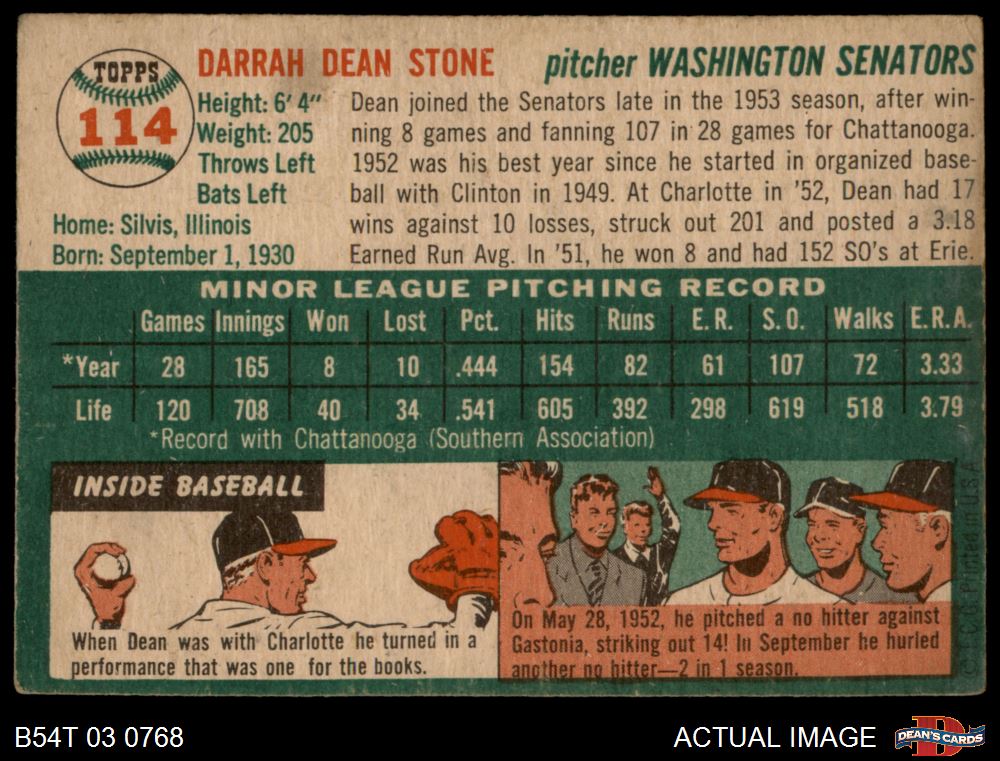 TOPPS
114
DARRAH DEAN STONE pitcher WASHINGTON SENATORS
Height: 6' 4"
Weight: 205
Throws Left
Bats Left
Home: Silvis, Illinois
Born: September 1, 1930
Dean joined the Senators late in the 1953 season, after win-
ning 8 games and fanning 107 in 28 games for Chattanooga.
1952 was his best year since he started in organized base-
ball with Clinton in 1949. At Charlotte in '52, Dean had 17
wins against 10 losses, struck out 201 and posted a 3.18
Earned Run Avg. In '51, he won 8 and had 152 SO's at Erie.
MINOR LEAGUE PITCHING RECORD
Games Innings Won Lost Pct. Hits Runs E.R. S.O. Walks E.R.A.
*Year 28 165 8 10 .444 154 82 61 107 72 3.33
Life 120 708 40 34 .541 605 392 298 619 518 3.79
*Record with Chattanooga (Southern Association)
INSIDE BASEBALL
When Dean was with Charlotte he turned in a
performance that was one for the books.
On May 28, 1952, he pitched a no hitter against
Gastonia, striking out 14! In September he hurled
another no hitter—2 in 1 season.
© T.C.G. Printed in U.S.A.
B54T 03 0768
ACTUAL IMAGE
DEAN'S CARDS